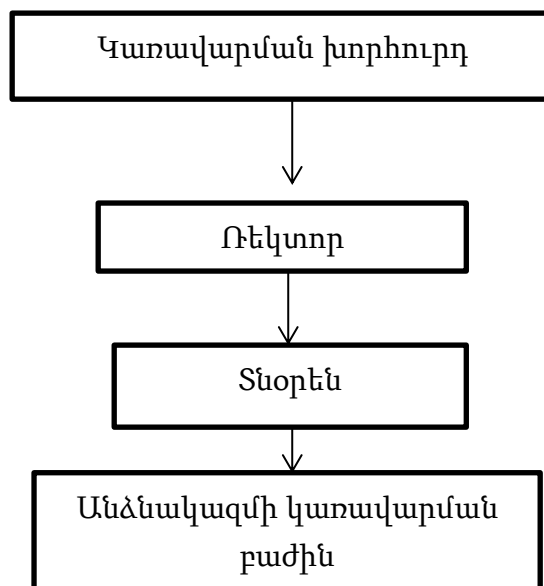 Կառավարման խորհուրդ
Ռեկտոր
Տնօրեն
Անձնակազմի կառավարման
բաժին